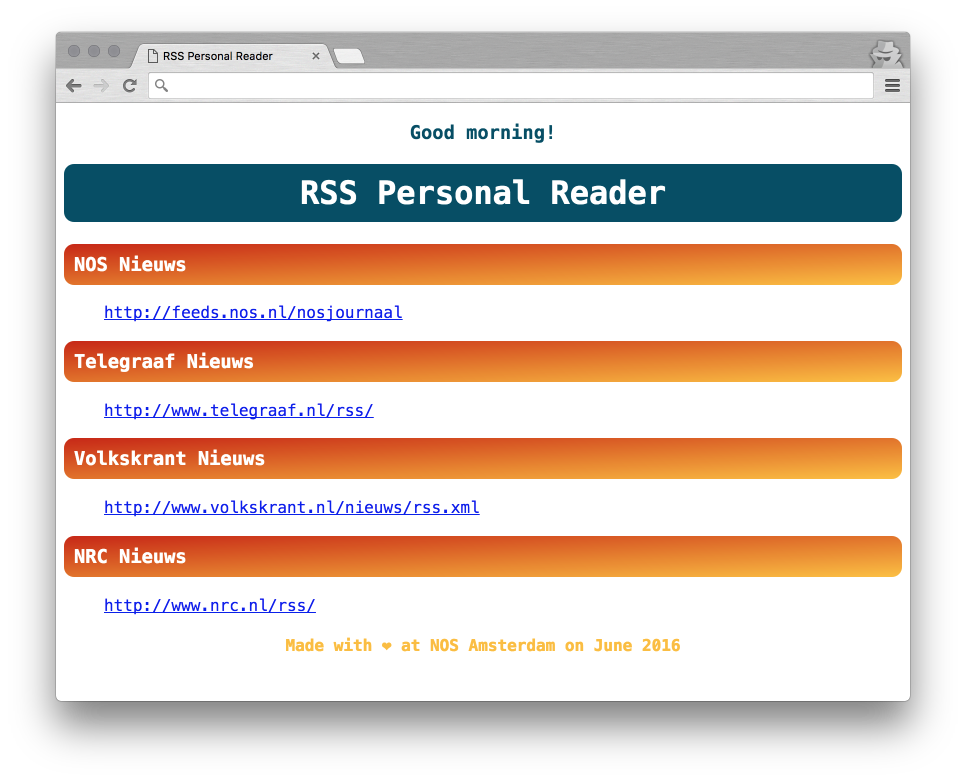 RSS Personal Reader
Good morning!
RSS Personal Reader
NOS Nieuws
http://feeds.nos.nl/nosjournaal
Telegraaf Nieuws
http://www.telegraaf.nl/rss/
Volkskrant Nieuws
http://www.volkskrant.nl/nieuws/rss.xml
NRC Nieuws
http://www.nrc.nl/rss/
Made with ❤ at NOS Amsterdam on June 2016